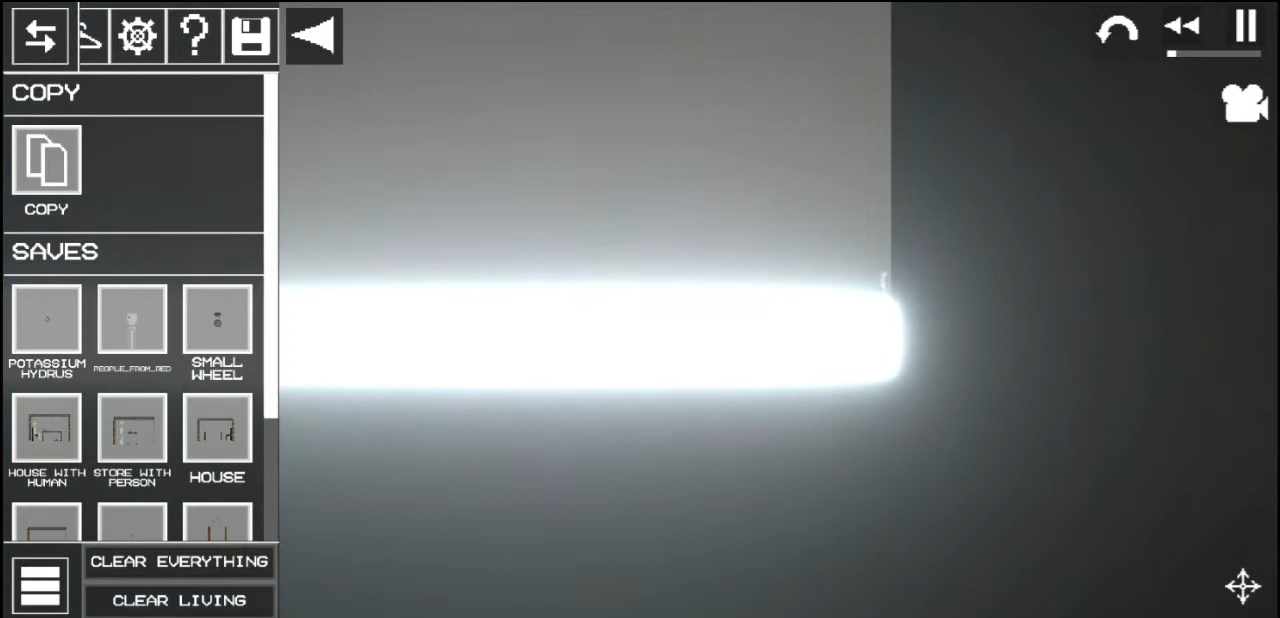 COPY
COPY
SAVES
POTASSIUM
HYDRUS
PEOPLE_FROM_RED
SMALL
WHEEL
HOUSE WITH
HUMAN
STORE WITH
PERSON
HOUSE
CLEAR EVERYTHING
CLEAR LIVING